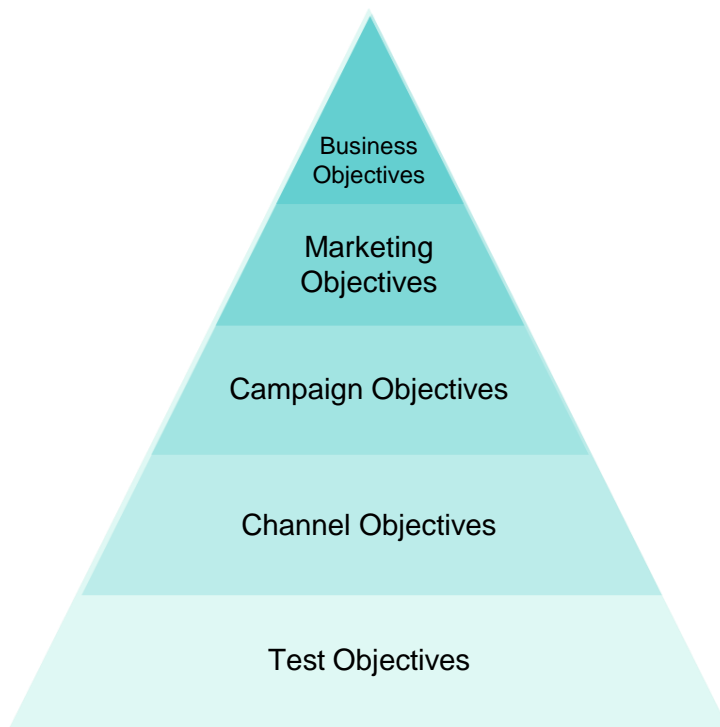 Business
Objectives
Marketing
Objectives
Campaign Objectives
Channel Objectives
Test Objectives